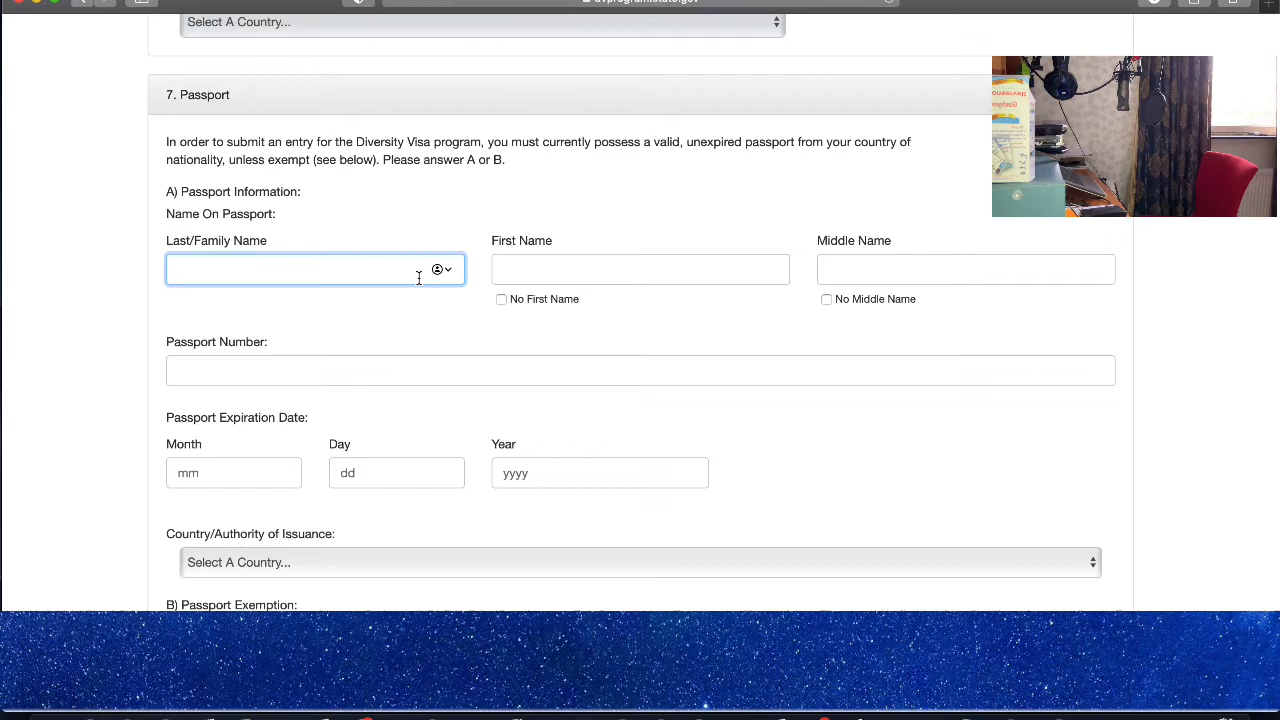 Select A Country...
7. Passport
In order to submit an entry for the Diversity Visa program, you must currently possess a valid, unexpired passport from your country of
nationality, unless exempt (see below). Please answer A or B.
A) Passport Information:
Name On Passport:
Last/Family Name First Name Middle Name
No First Name No Middle Name
Passport Number:
Passport Expiration Date:
Month Day Year
mm dd yyyy
Country/Authority of Issuance:
Select A Country...
B) Passport Exemption: